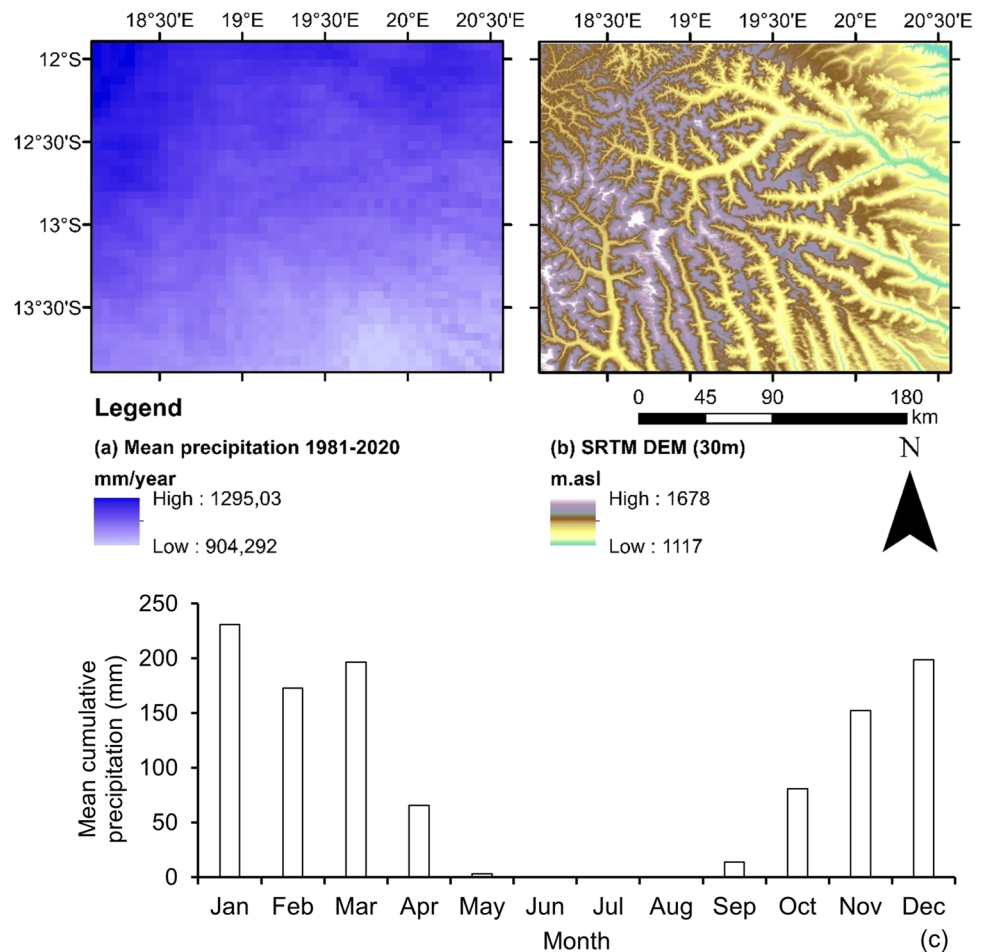 18°30'E 19°E 19°30'E 20°E 20°30'E
18°30'E 19°E 19°30'E 20°E 20°30'E
12°S
12°30'S
13°S
13°30'S
Legend
(a) Mean precipitation 1981-2020
mm/year
High : 1295,03
Low : 904,292
0 45 90 180
km
(b) SRTM DEM (30m)
m.asl
High : 1678
Low : 1117
N
Mean cumulative
precipitation (mm)
250
200
150
100
50
0
Jan Feb Mar Apr May Jun Jul Aug Sep Oct Nov Dec
Month
(c)